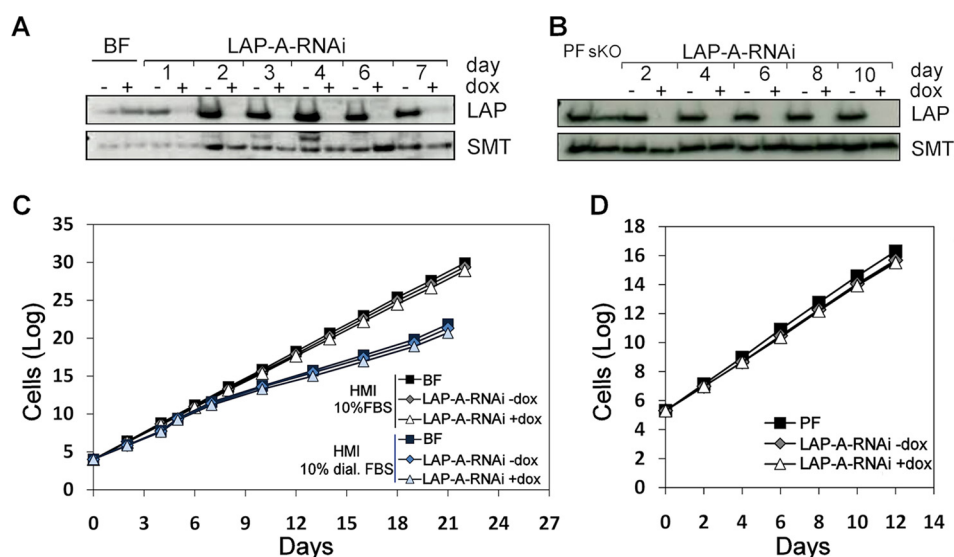 A
BF LAP-A-RNAi
1 2 3 4 6 7 day
- + - + - + - + - + - + - + dox
LAP
SMT
B
PF sKO LAP-A-RNAi
2 4 6 8 10 day
- + - + - + - + - + dox
LAP
SMT
C
Cells (Log)
35
30
25
20
15
10
5
0
0 3 6 9 12 15 18 21 24 27
Days
HMI
10%FBS
BF
LAP-A-RNAi -dox
LAP-A-RNAi +dox
HMI
10% dial. FBS
BF
LAP-A-RNAi -dox
LAP-A-RNAi +dox
D
Cells (Log)
18
16
14
12
10
8
6
4
2
0
0 2 4 6 8 10 12 14
Days
PF
LAP-A-RNAi -dox
LAP-A-RNAi +dox